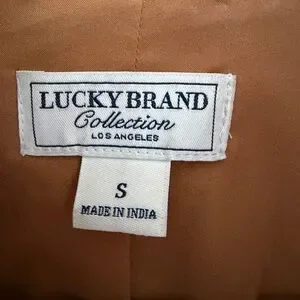 LUCKY BRAND
Collection
LOS ANGELES
S
MADE IN INDIA